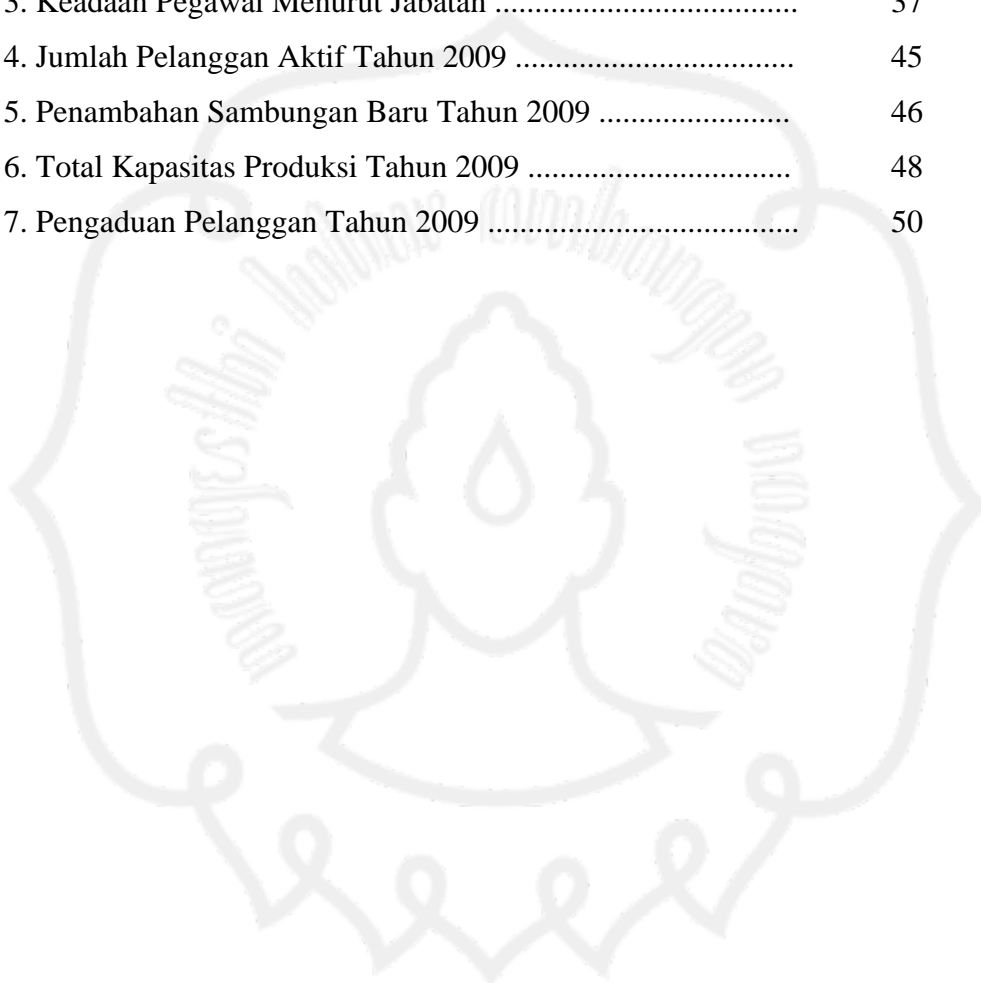 3. Keadaan Pegawai Menurut Jabatan ................................... 37
4. Jumlah Pelanggan Aktif Tahun 2009 ................................ 45
5. Penambahan Sambungan Baru Tahun 2009 ...................... 46
6. Total Kapasitas Produksi Tahun 2009 .............................. 48
7. Pengaduan Pelanggan Tahun 2009 .................................... 50